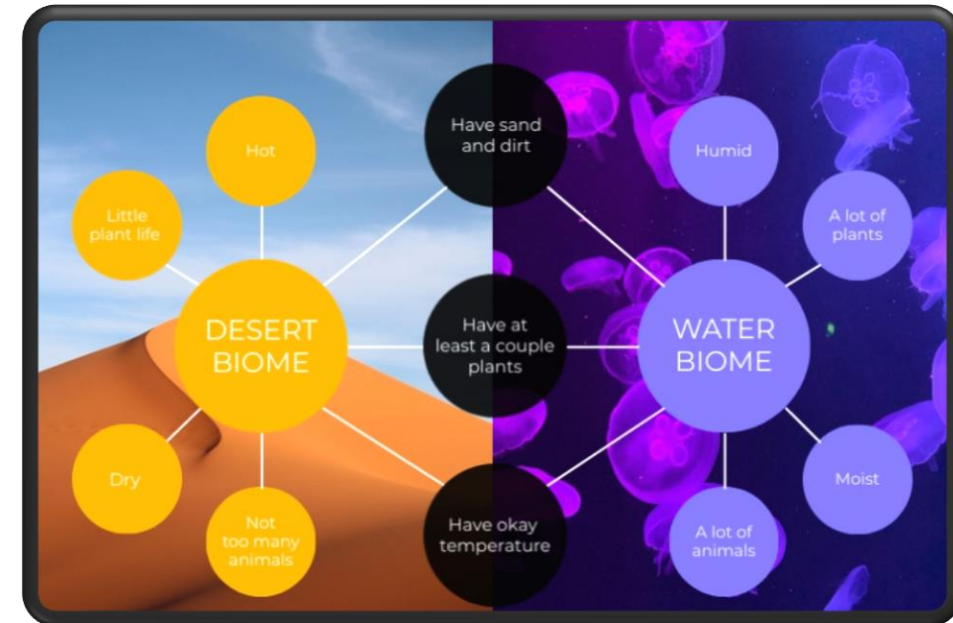 Have sand
and dirt
Hot
Humid
Little
plant life
A lot of
plants
DESERT
BIOME
Have at
least a couple
plants
WATER
BIOME
Dry
Moist
Not
too many
animals
Have okay
temperature
A lot of
animals